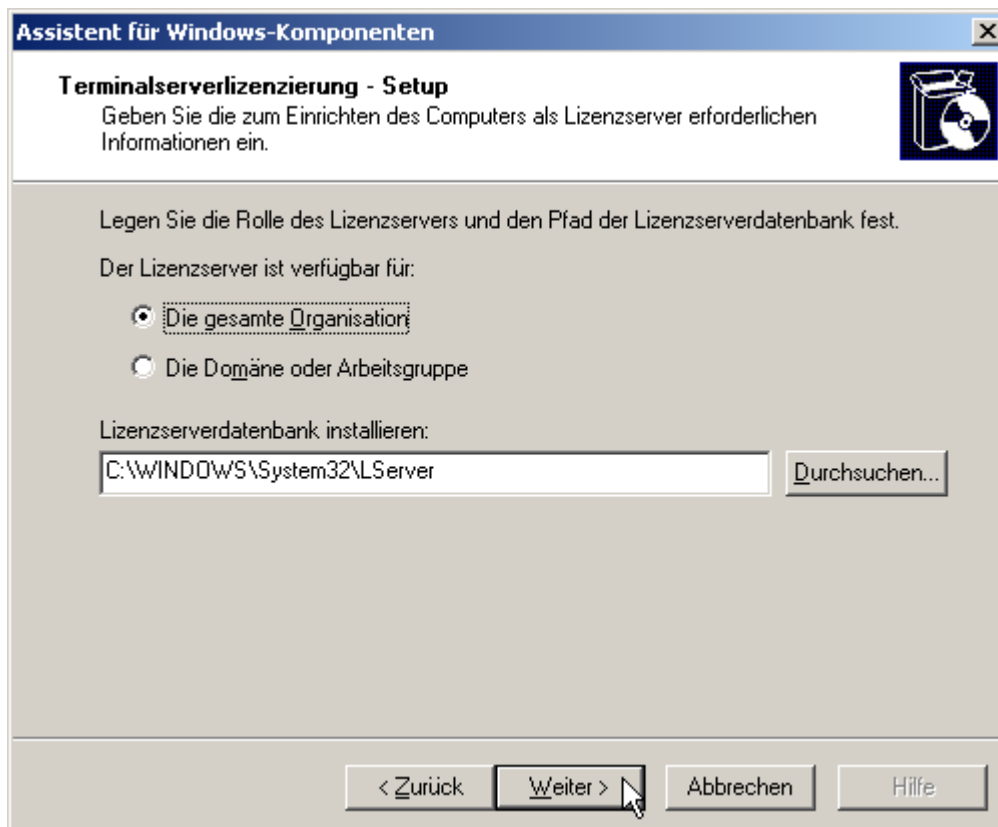 Assistent für Windows-Komponenten
Terminalserverlizenzierung - Setup
Geben Sie die zum Einrichten des Computers als Lizenzserver erforderlichen
Informationen ein.
Legen Sie die Rolle des Lizenzservers und den Pfad der Lizenzserverdatenbank fest.
Der Lizenzserver ist verfügbar für:
Die gesamte Organisation
Die Domäne oder Arbeitsgruppe
Lizenzserverdatenbank installieren:
C:\WINDOWS\System32\LServer Durchsuchen...
< Zurück Weiter > Abbrechen Hilfe